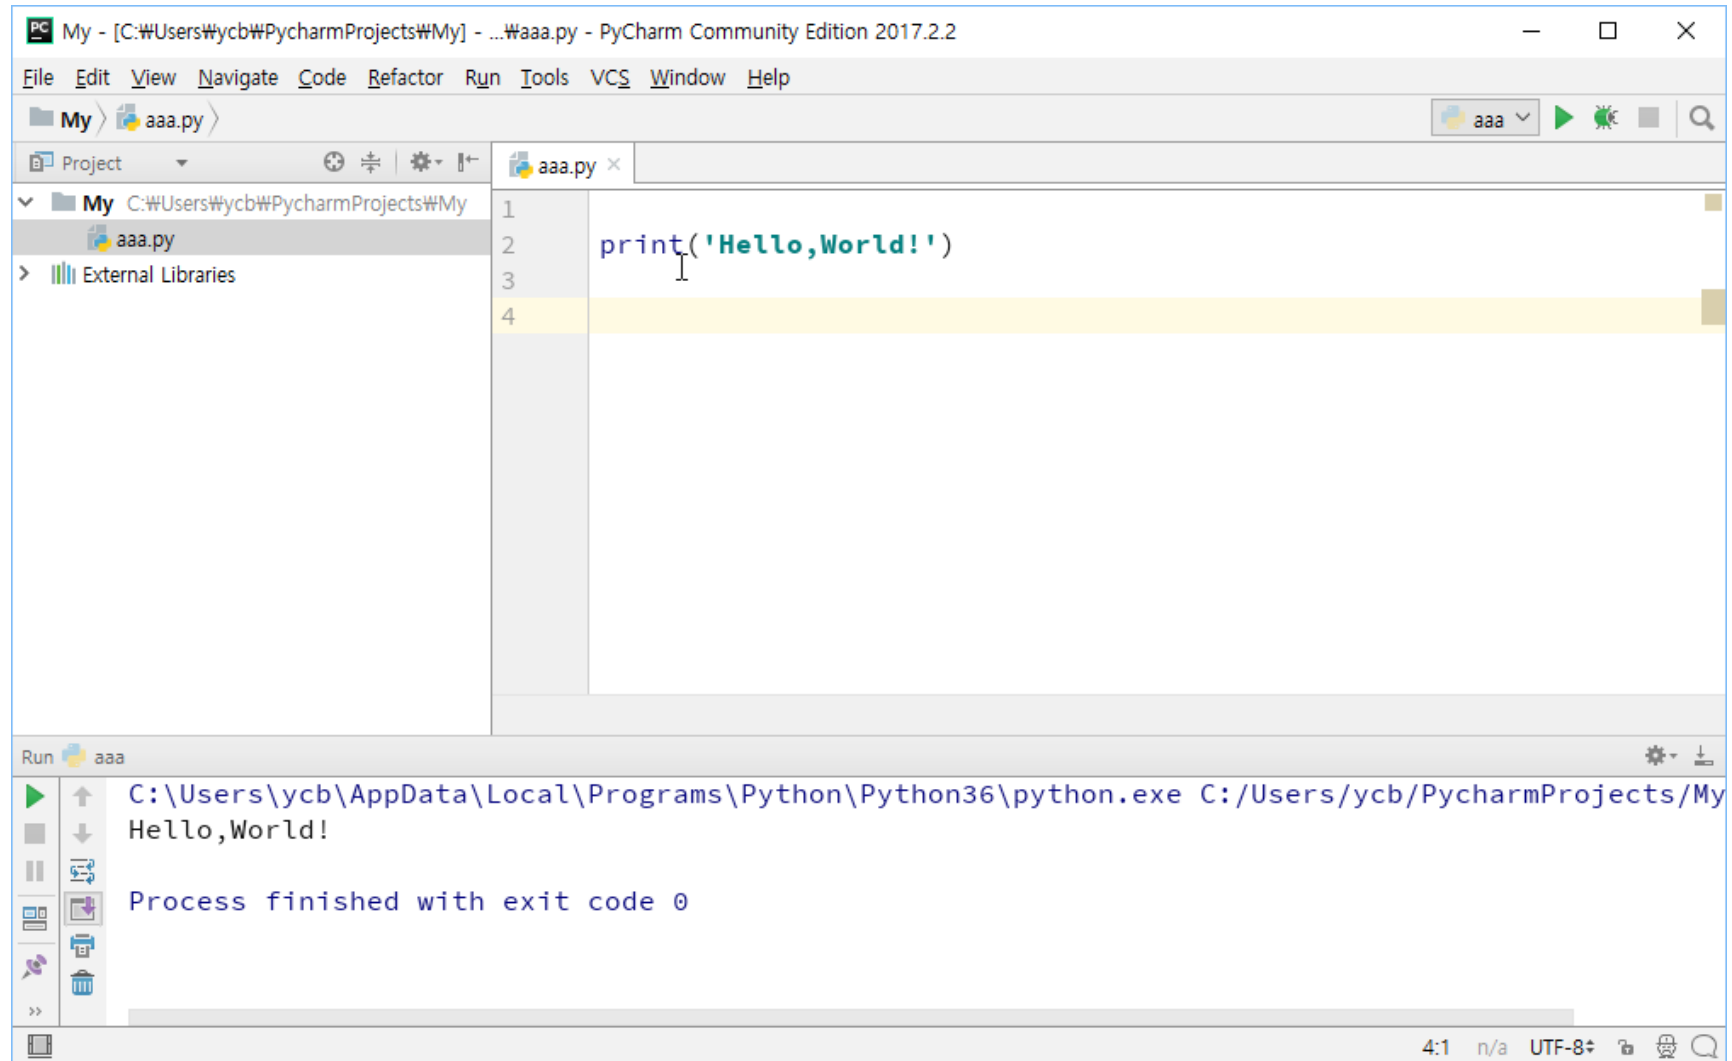 PC My - [C:₩Users₩ycb₩PycharmProjects₩My] - ...₩aaa.py - PyCharm Community Edition 2017.2.2
File Edit View Navigate Code Refactor Run Tools VCS Window Help
My aaa.py aaa
Project aaa.py
My C:₩Users₩ycb₩PycharmProjects₩My
aaa.py
External Libraries
1
2 print('Hello,World!')
3
4
Run aaa
C:\Users\ycb\AppData\Local\Programs\Python\Python36\python.exe C:/Users/ycb/PycharmProjects/My
Hello,World!
Process finished with exit code 0
4:1 n/a UTF-8